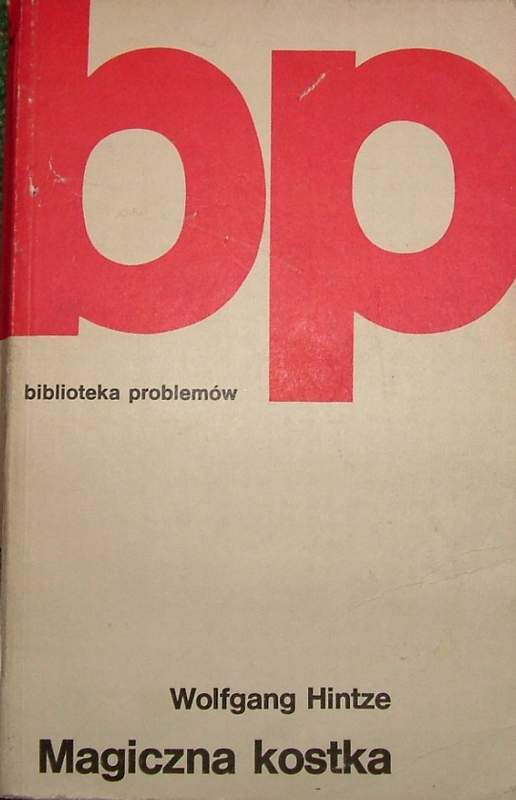 bp
biblioteka problemów
Wolfgang Hintze
Magiczna kostka